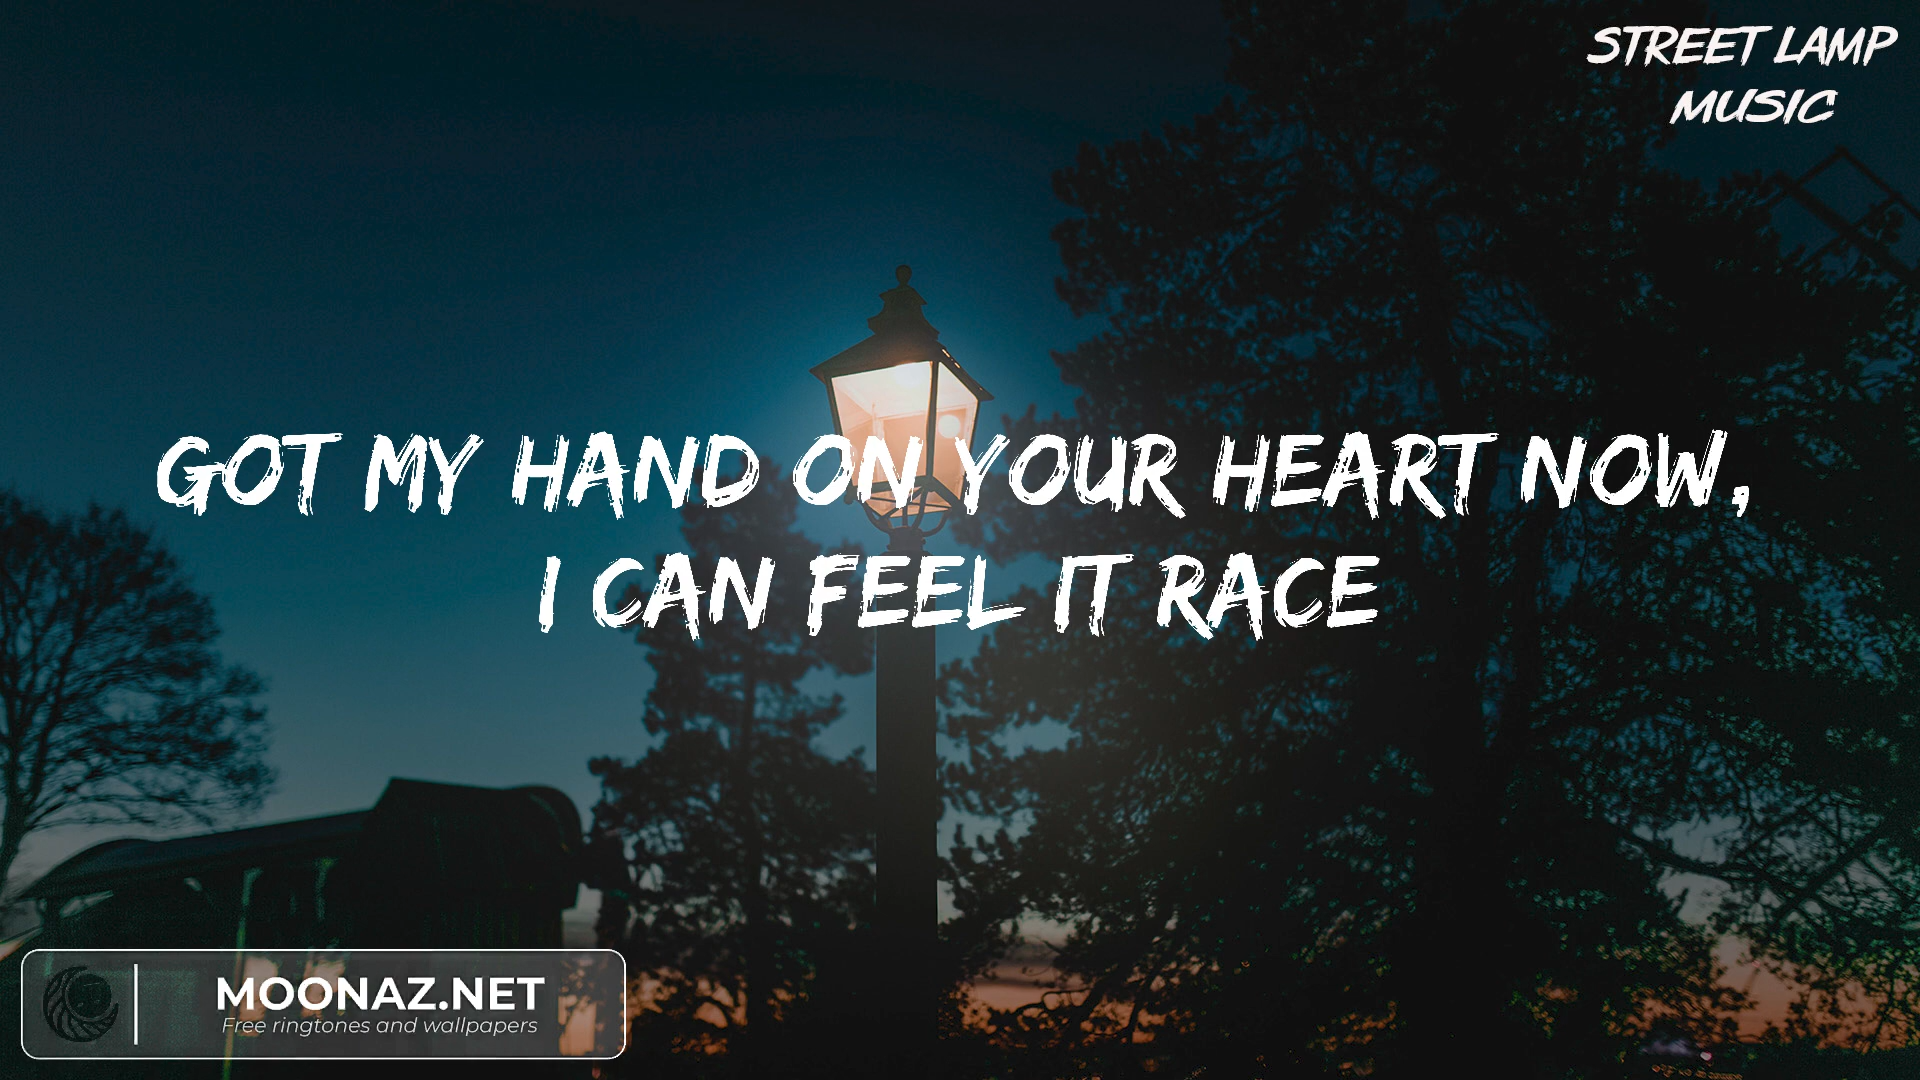 STREET LAMP
MUSIC
GOT MY HAND ON YOUR HEART NOW,
I CAN FEEL IT RACE
MOONAZ.NET
Free ringtones and wallpapers